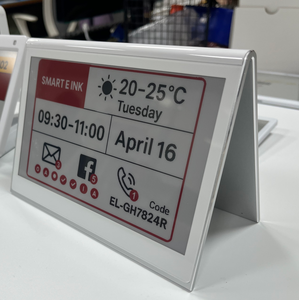 SMART E INK
20-25°C
Tuesday
09:30-11:00
April 16
Code
EL-GH7824R